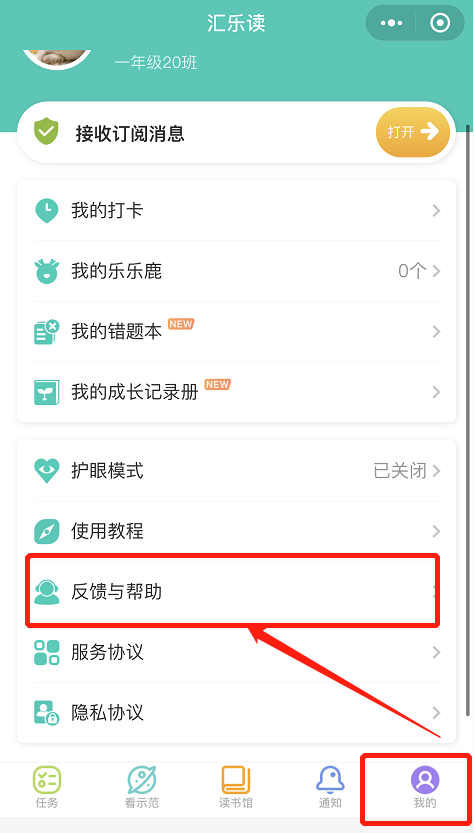 汇乐读
一年级20班
接收订阅消息
打开
我的打卡
我的乐乐鹿
0个
我的错题本
NEW
我的成长记录册
NEW
护眼模式
已关闭
使用教程
反馈与帮助
服务协议
隐私协议
任务
看示范
读书馆
通知
我的